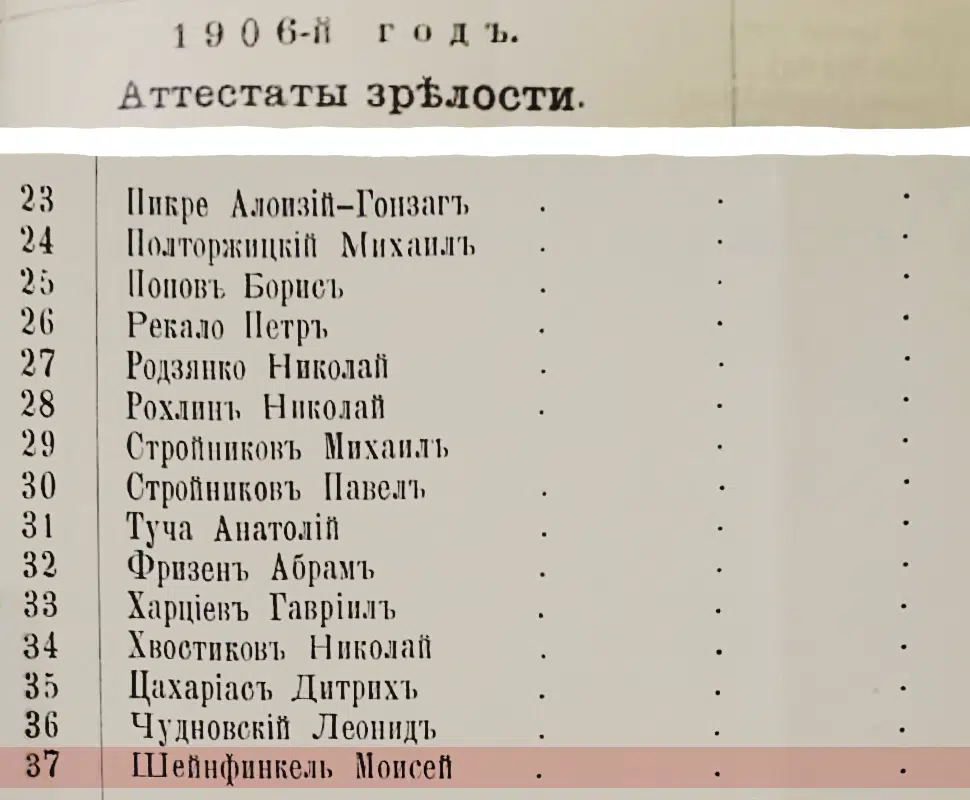 1906-й годъ.
Аттестаты зрѣлости.
23 Пикре Алоизій-Гонзагъ . . .
24 Полторжицкій Михаилъ . . .
25 Поповъ Борисъ . . .
26 Рекало Петръ . . .
27 Родзянко Николай . . .
28 Рохлинъ Николай . . .
29 Стройниковъ Михаилъ . .
30 Стройниковъ Павелъ . . .
31 Туча Анатолій . . .
32 Фризенъ Абрамъ . . .
33 Харціевъ Гавріилъ . . .
34 Хвостиковъ Николай . . .
35 Цахаріасъ Дитрихъ . . .
36 Чудновскій Леонидъ . . .
37 Шейнфинкель Моисей . . .